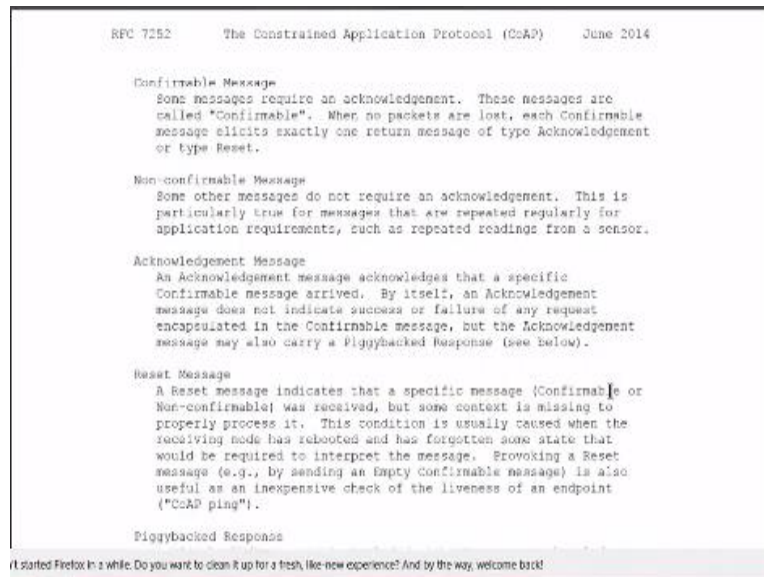 RFC 7252 The Constrained Application Protocol (CoAP) June 2014
Confirmable Message
Some messages require an acknowledgement. These messages are
called "Confirmable". When no packets are lost, each Confirmable
message elicits exactly one return message of type Acknowledgement
or type Reset.
Non-confirmable Message
Some other messages do not require an acknowledgement. This is
particularly true for messages that are repeated regularly for
application requirements, such as repeated readings from a sensor.
Acknowledgement Message
An Acknowledgement message acknowledges that a specific
Confirmable message arrived. By itself, an Acknowledgement
message does not indicate success or failure of any request
encapsulated in the Confirmable message, but the Acknowledgement
message may also carry a Piggybacked Response (see below).
Reset Message
A Reset message indicates that a specific message (Confirmable or
Non-confirmable) was received, but some context is missing to
properly process it. This condition is usually caused when the
receiving node has rebooted and has forgotten some state that
would be required to interpret the message. Provoking a Reset
message (e.g., by sending an Empty Confirmable message) is also
useful as an inexpensive check of the liveness of an endpoint
("CoAP ping").
Piggybacked Response
't started Firefox in a while. Do you want to clean it up for a fresh, like-new experience? And by the way, welcome back!